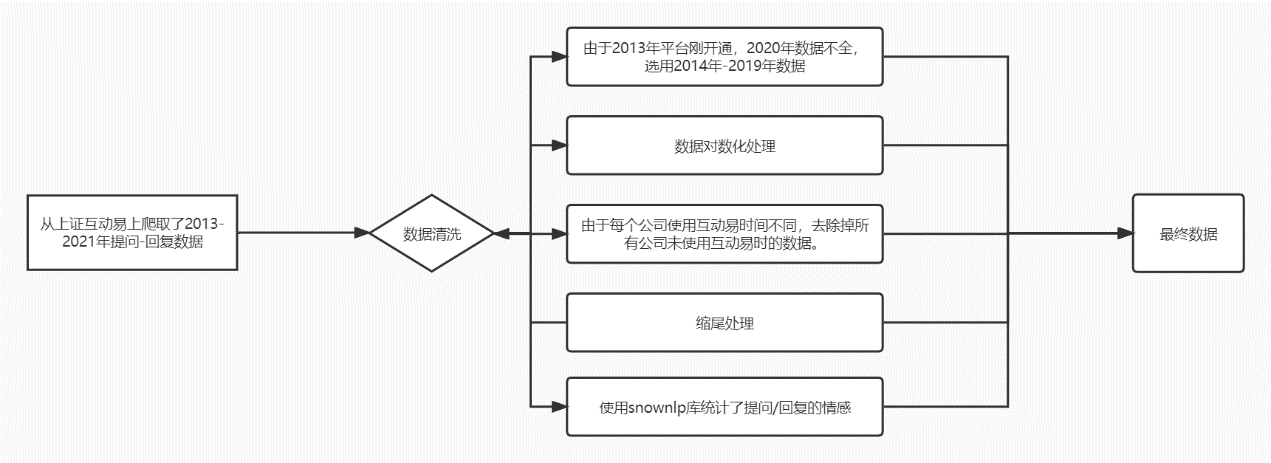 从上证互动易上爬取了2013-
2021年提问-回复数据
数据清洗
由于2013年平台刚开通，2020年数据不全，
选用2014年-2019年数据
数据对数化处理
由于每个公司使用互动易时间不同，去除掉所
有公司未使用互动易时的数据。
缩尾处理
使用snownlp库统计了提问/回复的情感
最终数据